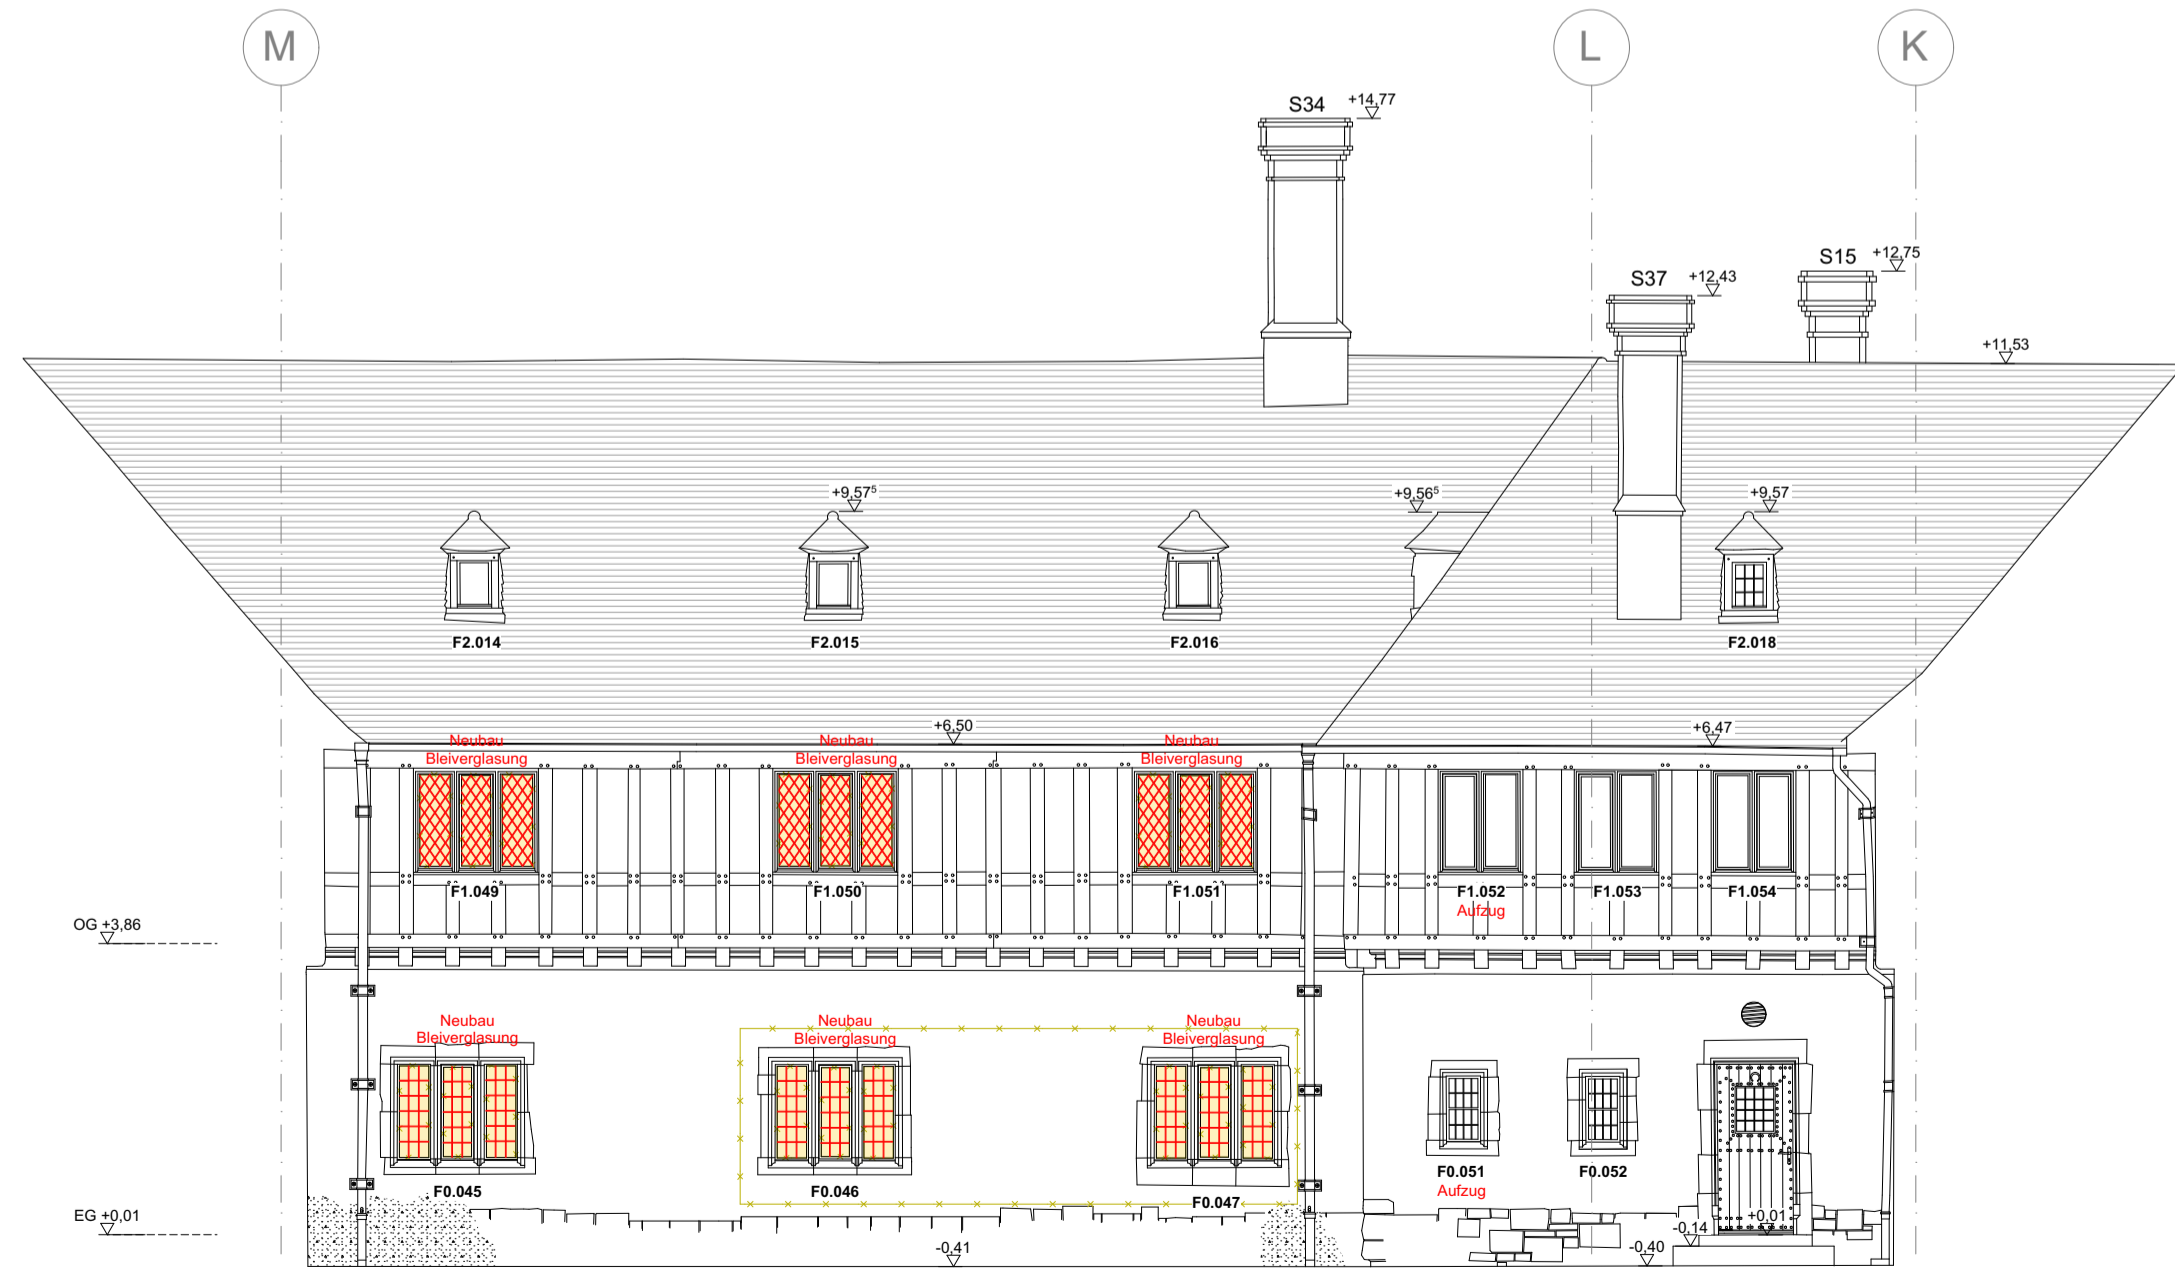 M
L
K
S34
+14,77
S37
+12,43
S15
+12,75
+11,53
+9,57⁵
+9,56⁵
+9,57
F2.014
F2.015
F2.016
F2.018
+6,50
+6,47
Neubau
Bleiverglasung
Neubau
Bleiverglasung
Neubau
Bleiverglasung
F1.049
F1.050
F1.051
F1.052
Aufzug
F1.053
F1.054
OG +3,86
Neubau
Bleiverglasung
Neubau
Bleiverglasung
Neubau
Bleiverglasung
F0.045
F0.046
F0.047
F0.051
Aufzug
F0.052
EG +0,01
-0,41
-0,40
-0,14
+0,01